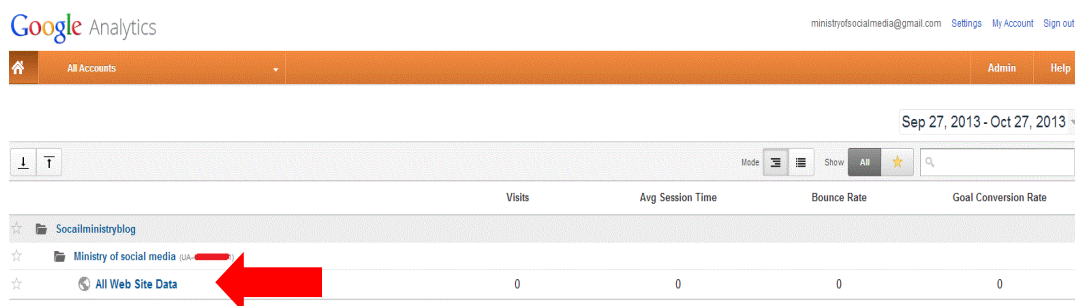 Google Analytics
ministryofsocialmedia@gmail.com Settings My Account Sign out
All Accounts Admin Help
Sep 27, 2013 - Oct 27, 2013
Mode Show All
Visits Avg Session Time Bounce Rate Goal Conversion Rate
Socailministryblog
Ministry of social media (UA-
All Web Site Data 0 0 0 0